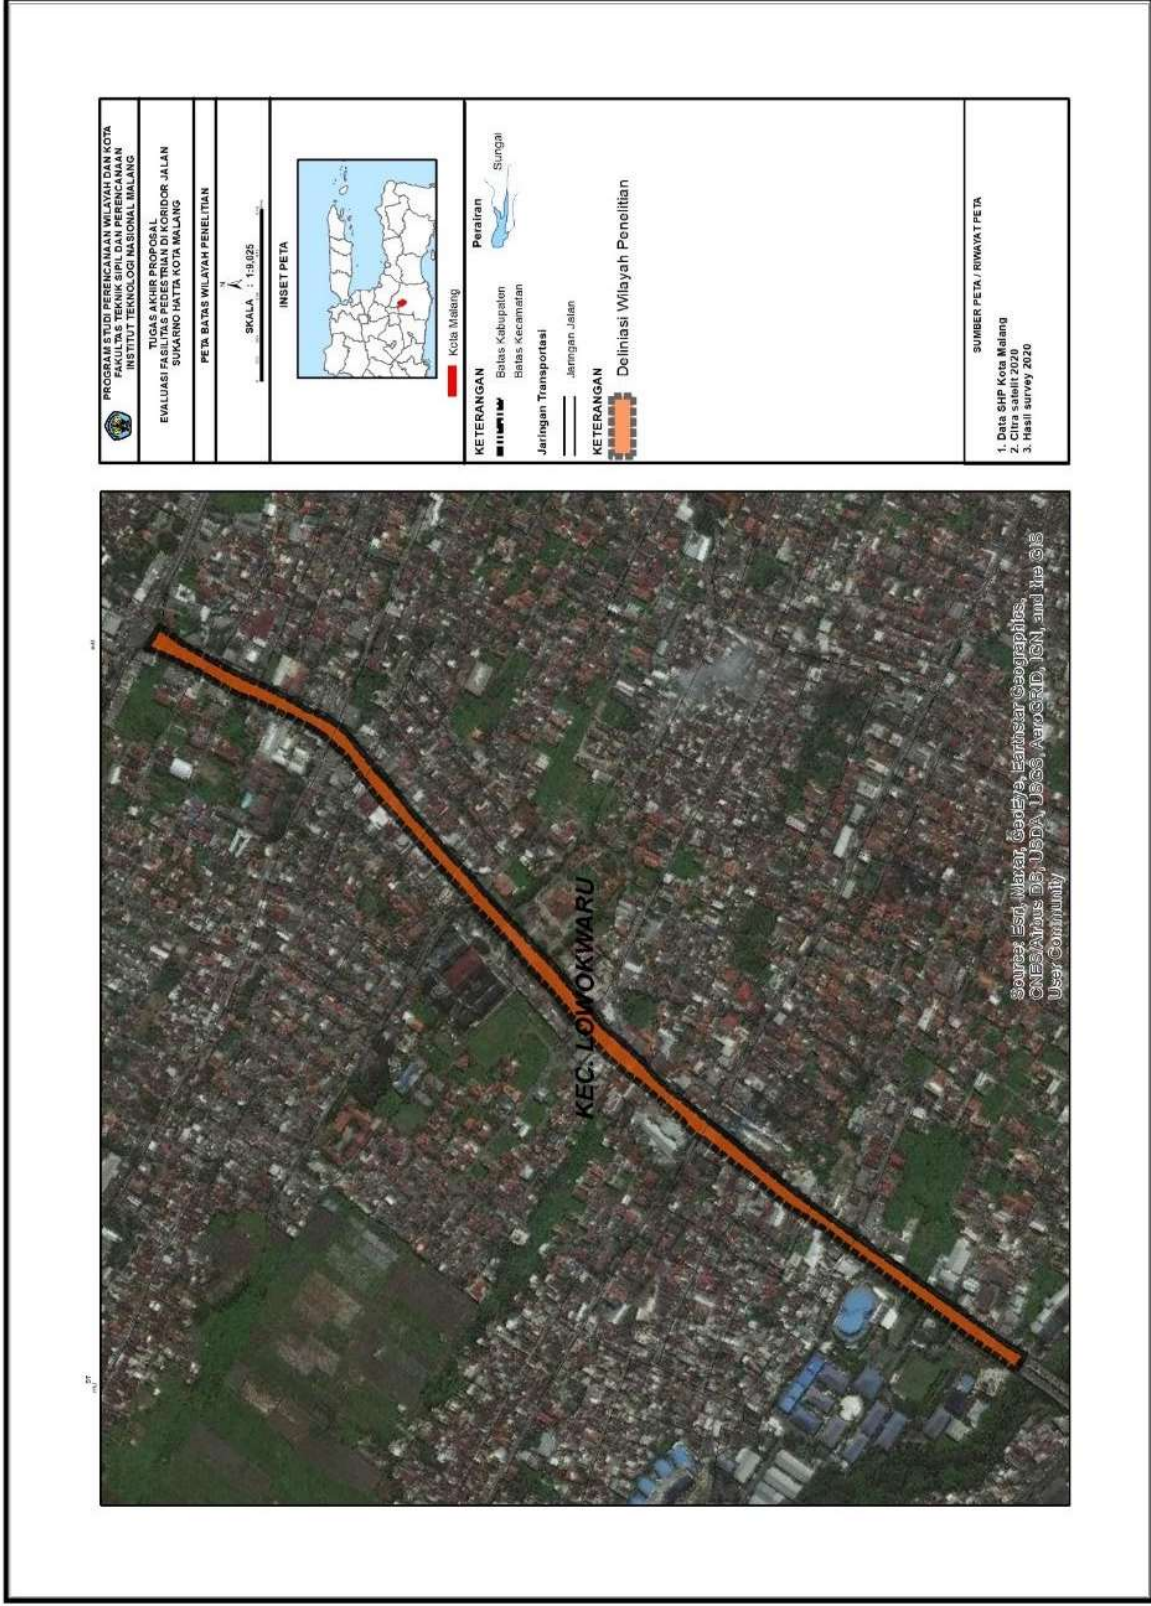 PROGRAM STUDI PERENCANAAN WILAYAH DAN KOTA
FAKULTAS TEKNIK SIPIL DAN PERENCANAAN
INSTITUT TEKNOLOGI NASIONAL MALANG
TUGAS AKHIR PROPOSAL
EVALUASI FASILITAS PEDESTRIAN DI KORIDOR JALAN
SUKARNO HATTA KOTA MALANG
PETA BATAS WILAYAH PENELITIAN
N
SKALA : 1:9,025
INSET PETA
Kota Malang
KETERANGAN
Batas Kabupaten
Batas Kecamatan
Perairan
Sungai
Jaringan Transportasi
Jaringan Jalan
KETERANGAN
Deliniasi Wilayah Penelitian
SUMBER PETA / RIWAYAT PETA
1. Data SHP Kota Malang
2. Citra satelit 2020
3. Hasil survey 2020
KEC. LOWOKWARU
Source: Esri, Maxar, GeoEye, Earthstar Geographics,
CNES/Airbus DS, USDA, USGS, AeroGRID, IGN, and the GIS
User Community